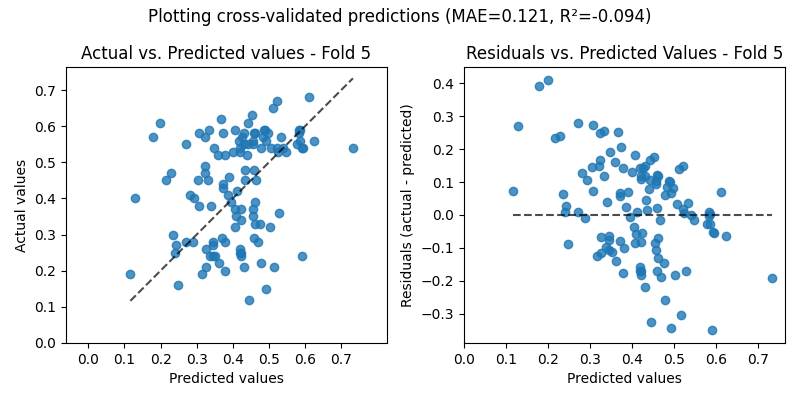 Plotting cross-validated predictions (MAE=0.121, R²=-0.094)
Actual vs. Predicted values - Fold 5
Actual values
0.7
0.6
0.5
0.4
0.3
0.2
0.1
0.0
0.0 0.1 0.2 0.3 0.4 0.5 0.6 0.7
Predicted values
Residuals vs. Predicted Values - Fold 5
Residuals (actual - predicted)
0.4
0.3
0.2
0.1
0.0
−0.1
−0.2
−0.3
0.0 0.1 0.2 0.3 0.4 0.5 0.6 0.7
Predicted values